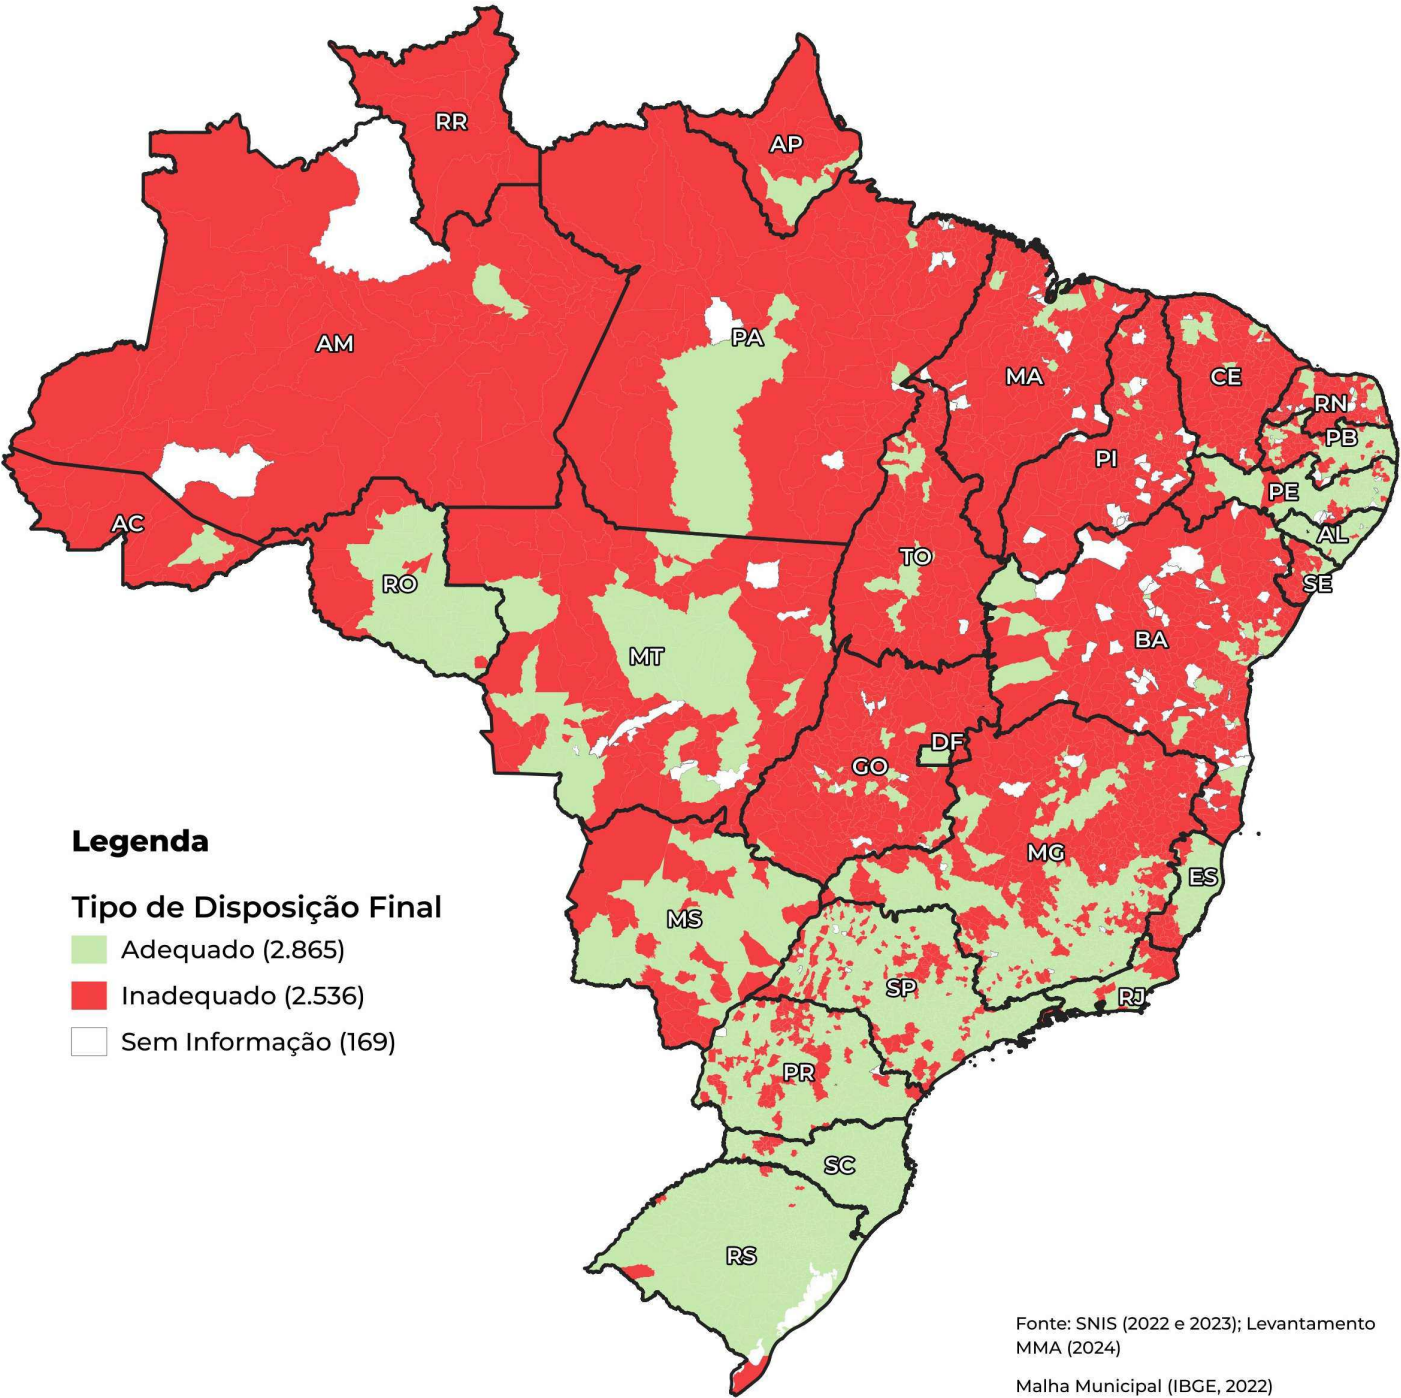 RR
AP
AM
PA
MA
CE
RN
PB
PI
PE
AC
AL
TO
RO
SE
BA
MT
DF
GO
Legenda
MG
ES
Tipo de Disposição Final
MS
Adequado (2.865)
SP
Inadequado (2.536)
RJ
Sem Informação (169)
PR
SC
RS
Fonte: SNIS (2022 e 2023); Levantamento
MMA (2024)
Malha Municipal (IBGE, 2022)